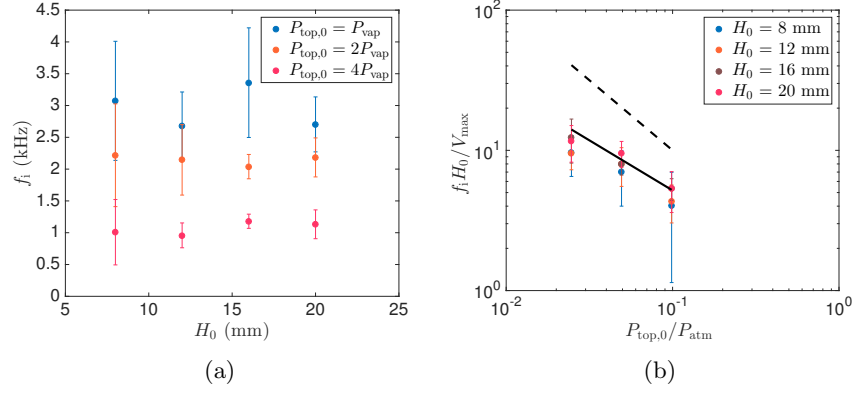 P_top,0 = P_vap
P_top,0 = 2P_vap
P_top,0 = 4P_vap
5
4.5
4
3.5
3
2.5
2
1.5
1
0.5
0
f_i (kHz)
5 10 15 20 25
H_0 (mm)
(a)
H_0 = 8 mm
H_0 = 12 mm
H_0 = 16 mm
H_0 = 20 mm
10^2
10^1
10^0
f_i H_0/V_max
10^-2 10^-1 10^0
P_top,0/P_atm
(b)